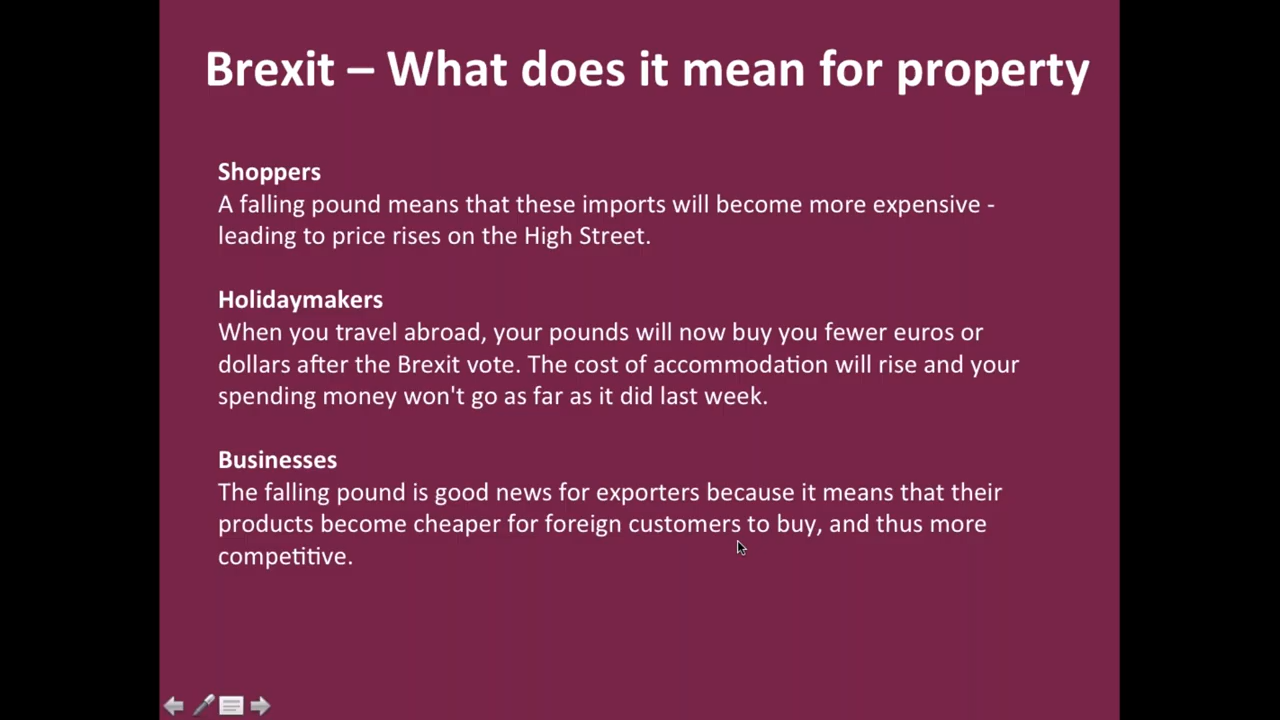 Brexit – What does it mean for property
Shoppers
A falling pound means that these imports will become more expensive -
leading to price rises on the High Street.
Holidaymakers
When you travel abroad, your pounds will now buy you fewer euros or
dollars after the Brexit vote. The cost of accommodation will rise and your
spending money won't go as far as it did last week.
Businesses
The falling pound is good news for exporters because it means that their
products become cheaper for foreign customers to buy, and thus more
competitive.